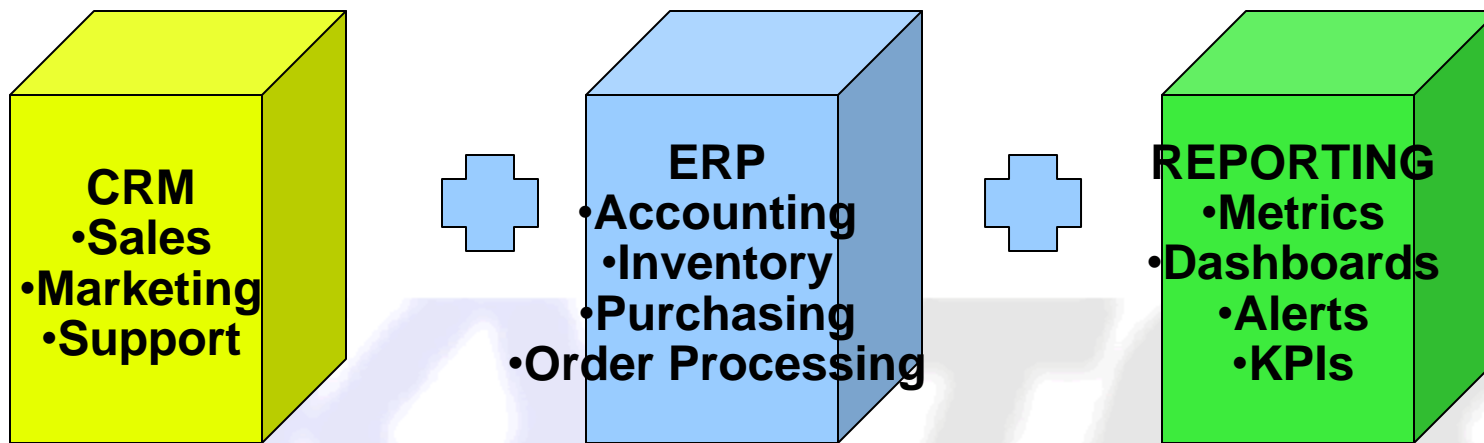 CRM
•Sales
•Marketing
•Support
ERP
•Accounting
•Inventory
•Purchasing
•Order Processing
REPORTING
•Metrics
•Dashboards
•Alerts
•KPIs